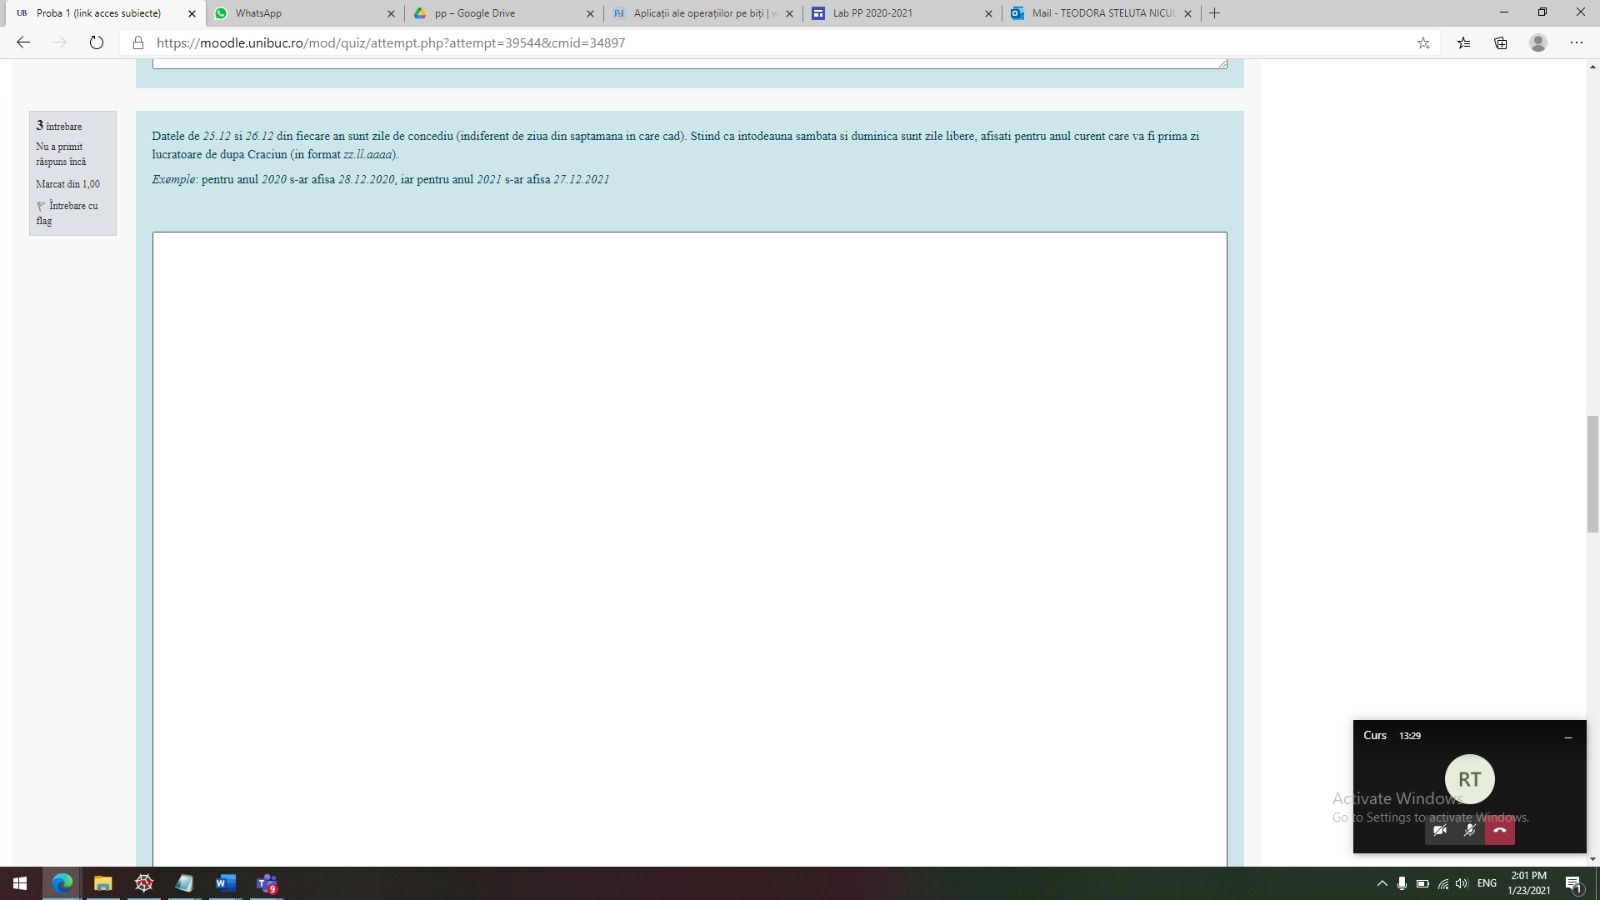 Proba 1 (link acces subiecte)
WhatsApp
pp – Google Drive
Aplicații ale operațiilor pe biți |
Lab PP 2020-2021
Mail - TEODORA STELUTA NICUL
https://moodle.unibuc.ro/mod/quiz/attempt.php?attempt=39544&cmid=34897
3 întrebare
Nu a primit
răspuns încă
Marcat din 1,00
Întrebare cu
flag
Datele de 25.12 si 26.12 din fiecare an sunt zile de concediu (indiferent de ziua din saptamana in care cad). Stiind ca intodeauna sambata si duminica sunt zile libere, afisati pentru anul curent care va fi prima zi
lucratoare de dupa Craciun (in format zz.ll.aaaa).
Exemple: pentru anul 2020 s-ar afisa 28.12.2020, iar pentru anul 2021 s-ar afisa 27.12.2021
Curs 13:29
RT
Activate Windows
Go to Settings to activate Windows.
9
ENG
2:01 PM
1/23/2021
1